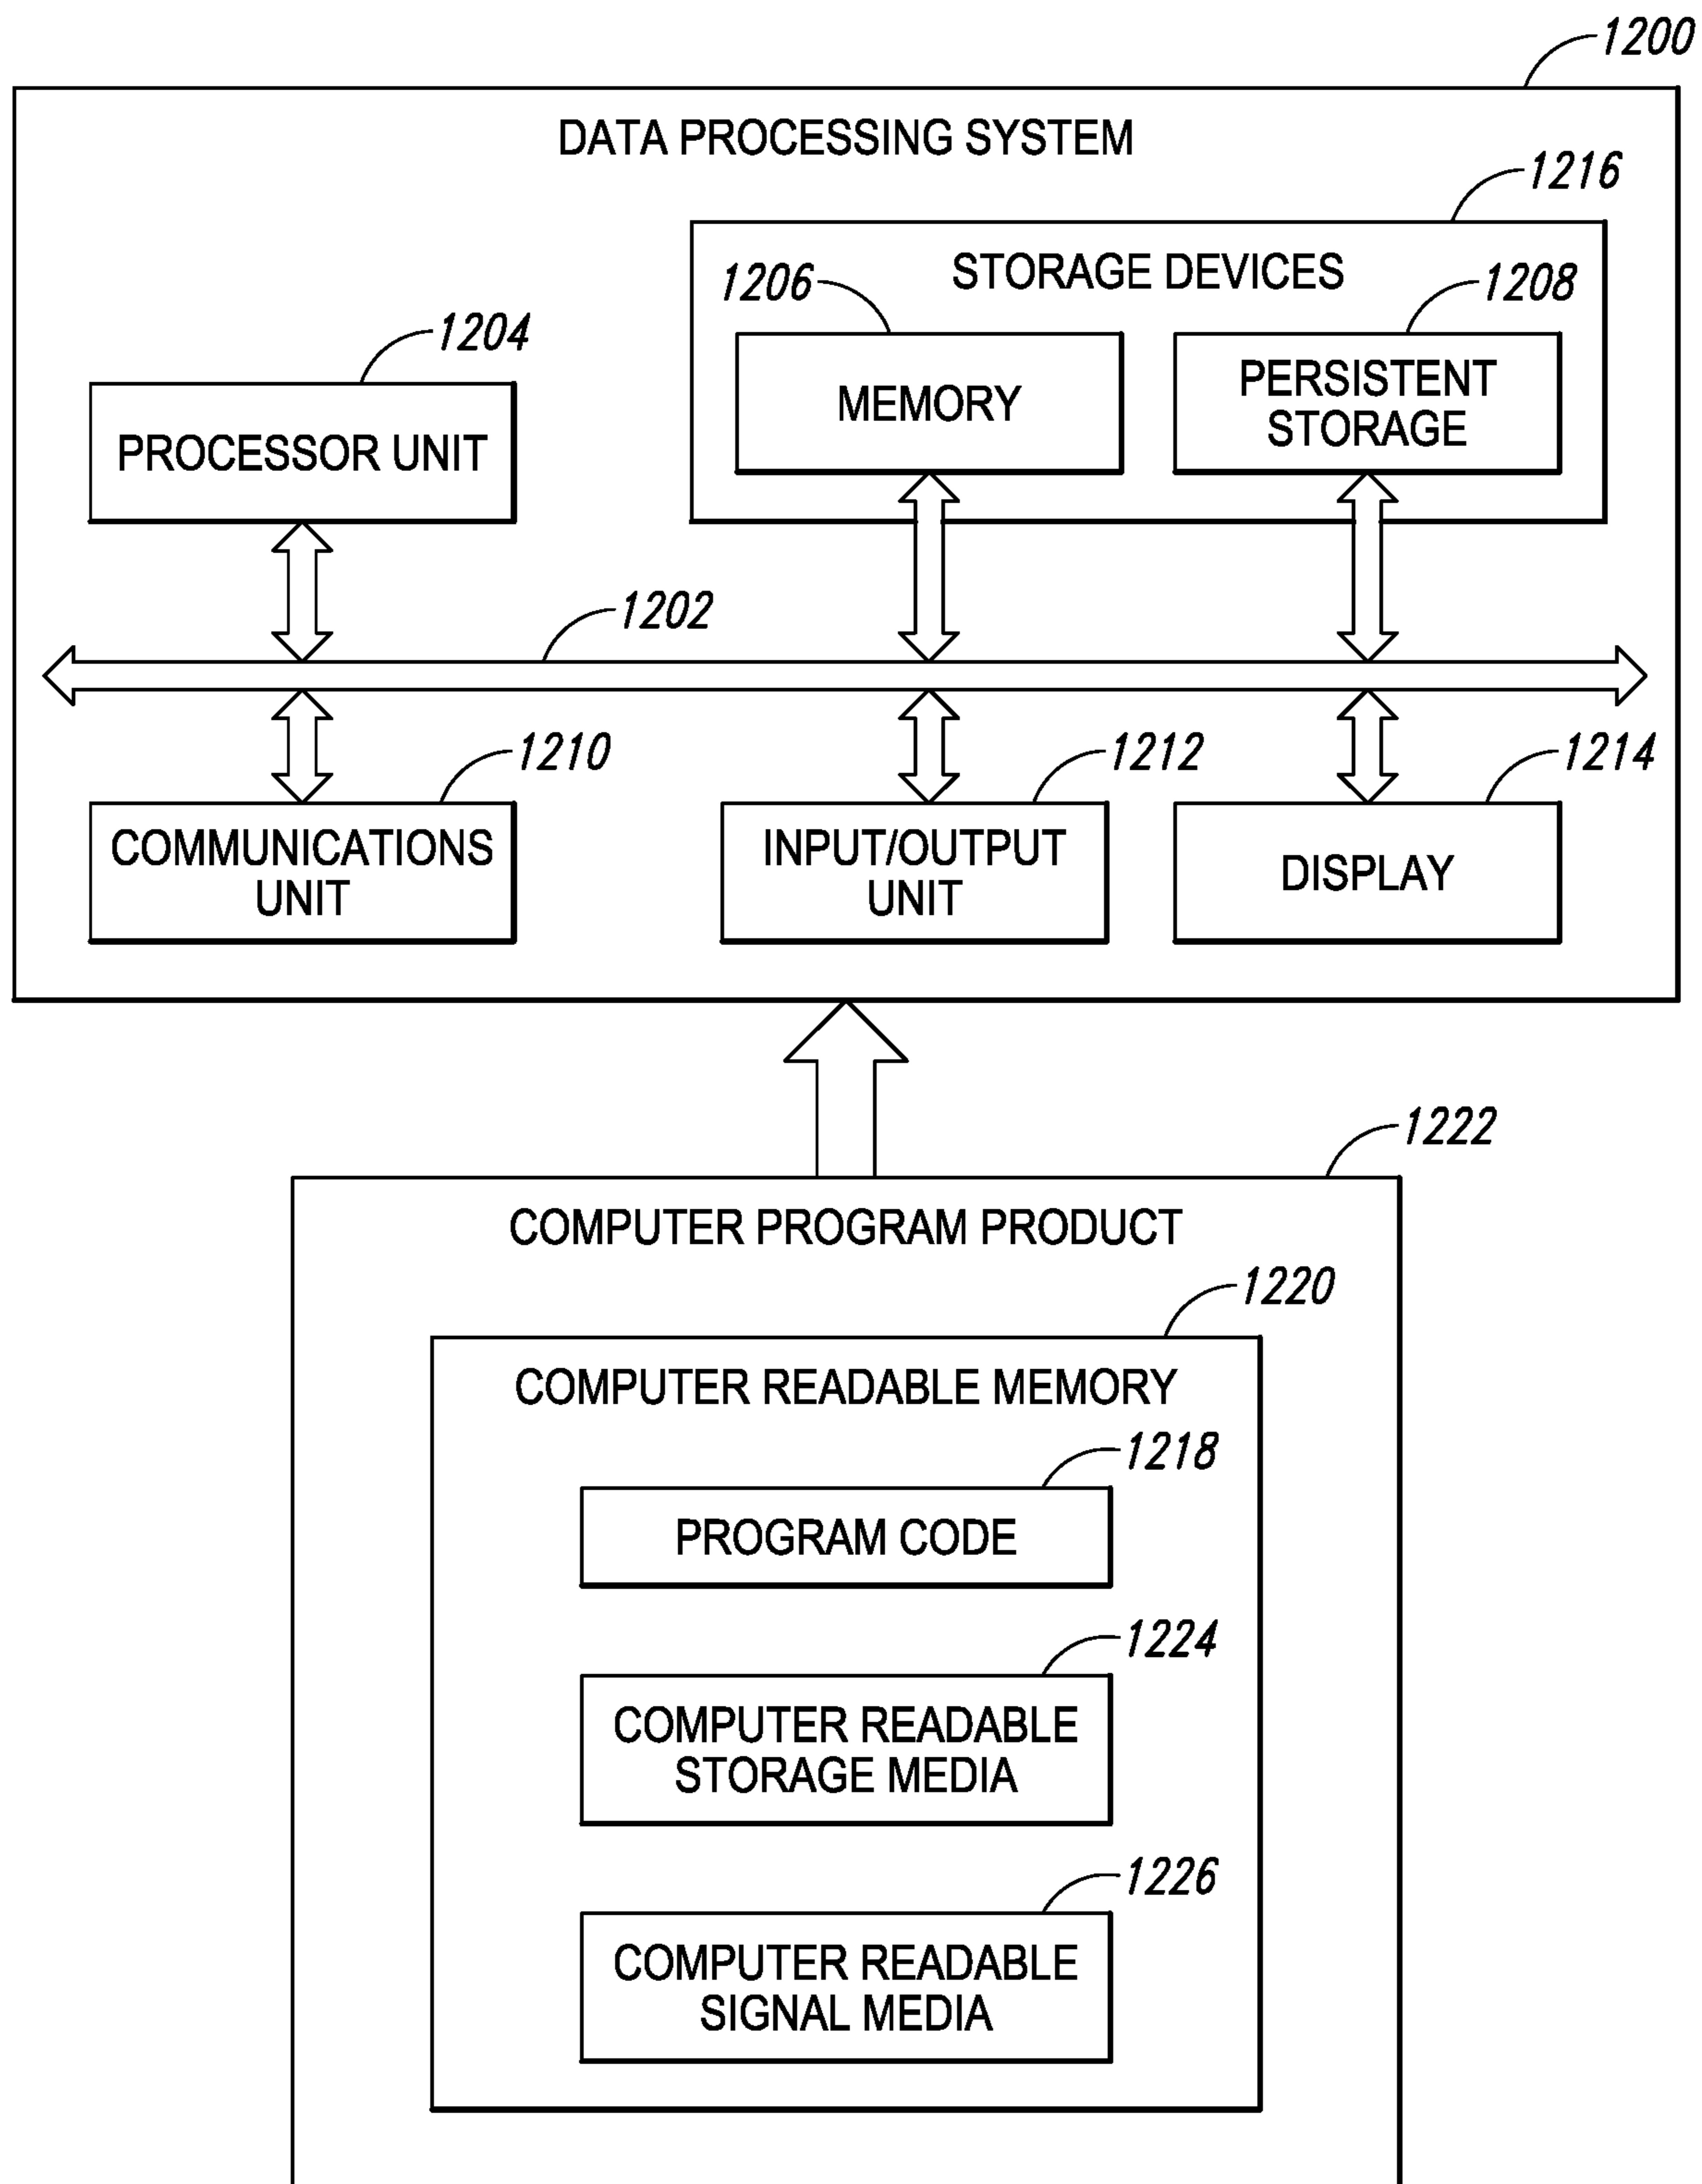 1200
DATA PROCESSING SYSTEM
1216
STORAGE DEVICES
1206
1208
1204
MEMORY
PERSISTENT
STORAGE
PROCESSOR UNIT
1202
1210
1212
1214
COMMUNICATIONS
UNIT
INPUT/OUTPUT
UNIT
DISPLAY
1222
COMPUTER PROGRAM PRODUCT
1220
COMPUTER READABLE MEMORY
1218
PROGRAM CODE
1224
COMPUTER READABLE
STORAGE MEDIA
1226
COMPUTER READABLE
SIGNAL MEDIA